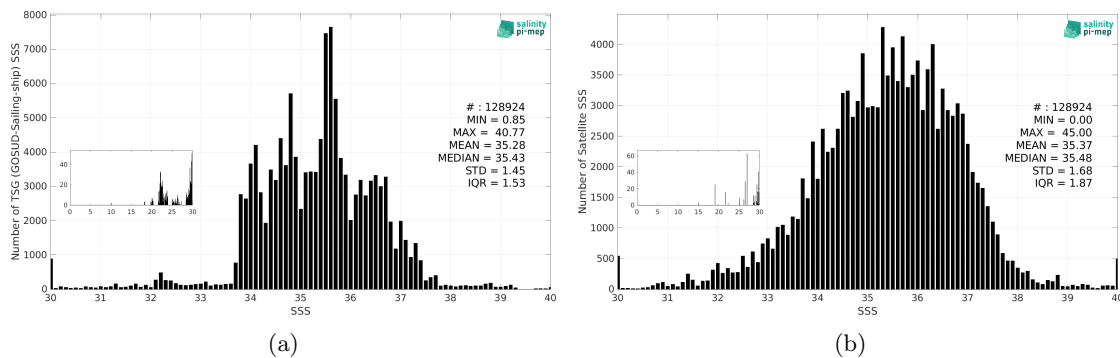 8000
7000
6000
5000
4000
3000
2000
1000
0
Number of TSG (GOSUD-Sailing-ship) SSS
salinity
pi-mep
# : 128924
MIN = 0.85
MAX = 40.77
MEAN = 35.28
MEDIAN = 35.43
STD = 1.45
IQR = 1.53
40
20
0
0 5 10 15 20 25 30
30 31 32 33 34 35 36 37 38 39 40
SSS
(a)
4500
4000
3500
3000
2500
2000
1500
1000
500
0
Number of Satellite SSS
salinity
pi-mep
# : 128924
MIN = 0.00
MAX = 45.00
MEAN = 35.37
MEDIAN = 35.48
STD = 1.68
IQR = 1.87
60
40
20
0
0 5 10 15 20 25 30
30 31 32 33 34 35 36 37 38 39 40
SSS
(b)